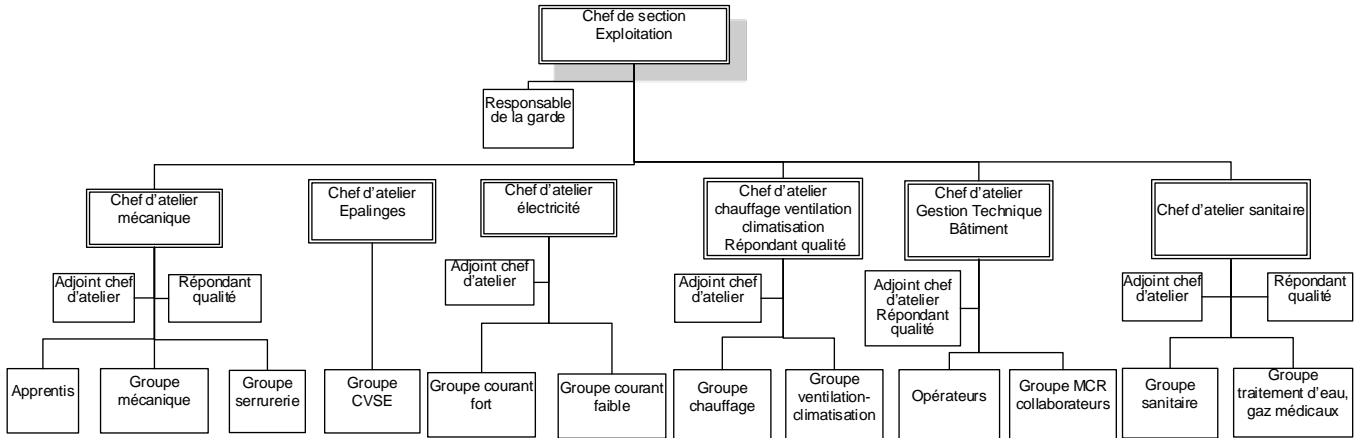 Chef de section
Exploitation
Responsable
de la garde
Chef d'atelier
mécanique
Chef d'atelier
Epalinges
Chef d'atelier
électricité
Chef d'atelier
chauffage ventilation
climatisation
Répondant qualité
Chef d'atelier
Gestion Technique
Bâtiment
Chef d'atelier sanitaire
Adjoint chef
d'atelier
Répondant
qualité
Adjoint chef
d'atelier
Adjoint chef
d'atelier
Adjoint chef
d'atelier
Répondant
qualité
Adjoint chef
d'atelier
Répondant
qualité
Apprentis
Groupe
mécanique
Groupe
serrurerie
Groupe
CVSE
Groupe courant
fort
Groupe courant
faible
Groupe
chauffage
Groupe
ventilation-
climatisation
Opérateurs
Groupe MCR
collaborateurs
Groupe
sanitaire
Groupe
traitement d'eau,
gaz médicaux